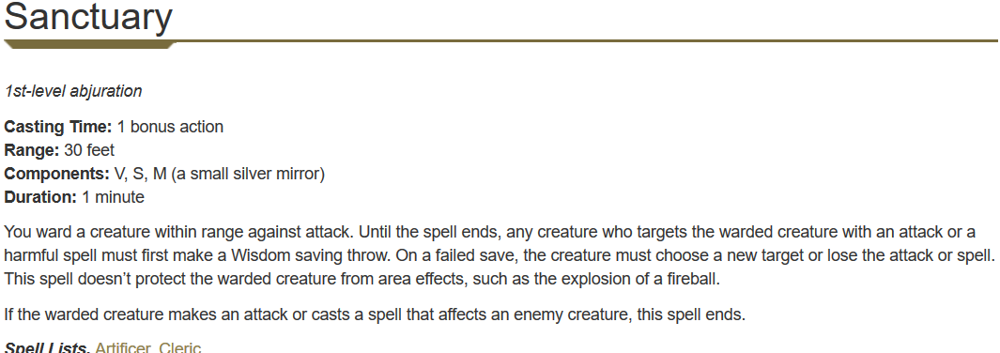 Sanctuary
1st-level abjuration
Casting Time: 1 bonus action
Range: 30 feet
Components: V, S, M (a small silver mirror)
Duration: 1 minute
You ward a creature within range against attack. Until the spell ends, any creature who targets the warded creature with an attack or a
harmful spell must first make a Wisdom saving throw. On a failed save, the creature must choose a new target or lose the attack or spell.
This spell doesn’t protect the warded creature from area effects, such as the explosion of a fireball.
If the warded creature makes an attack or casts a spell that affects an enemy creature, this spell ends.
Spell Lists. Artificer, Cleric